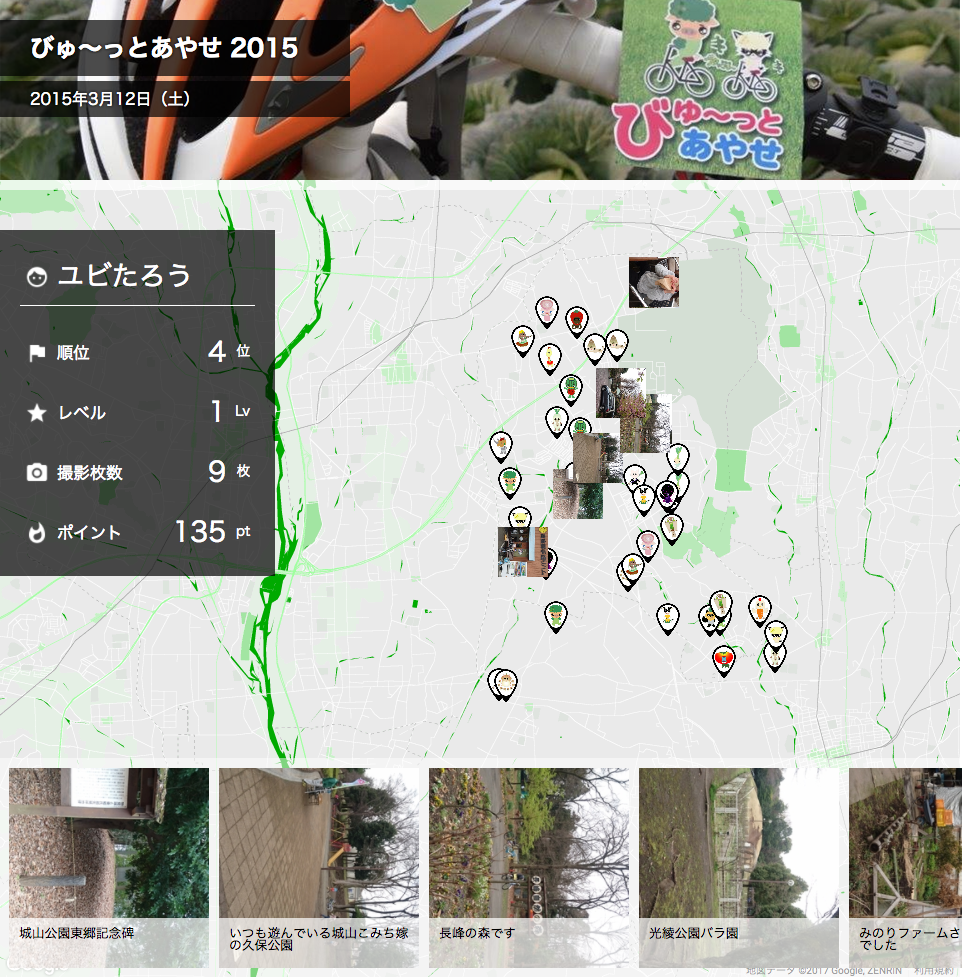 びゅ〜っとあやせ 2015
2015年3月12日（土）
びゅ〜っと
あやせ
ユビたろう
順位 4 位
レベル 1 Lv
撮影枚数 9 枚
ポイント 135 pt
城山公園東郷記念碑
いつも遊んでいる城山こみち嫁
の久保公園
長峰の森です
光綾公園バラ園
みのりファームさ
でした
地図データ ©2017 Google, ZENRIN 利用規約